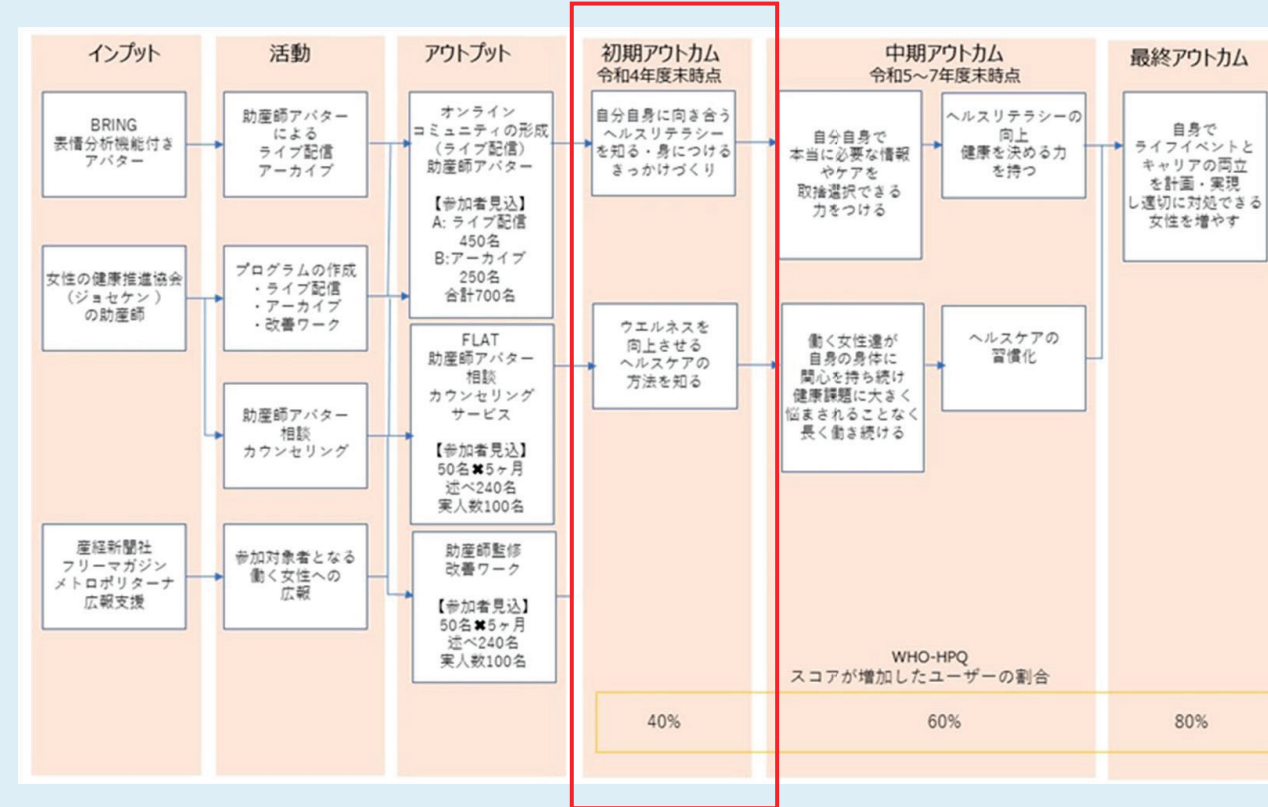 インプット
BRING
表情分析機能付き
アバター
女性の健康推進協会
(ジョセケン)
の助産師
産経新聞社
フリーマガジン
メトロポリターナ
広報支援
活動
助産師アバター
による
ライブ配信
アーカイブ
プログラムの作成
・ライブ配信
・アーカイブ
・改善ワーク
助産師アバター
相談
カウンセリング
参加対象者となる
働く女性への
広報
アウトプット
オンライン
コミュニティの形成
(ライブ配信)
助産師アバター
【参加者見込】
A: ライブ配信
450名
B:アーカイブ
250名
合計700名
FLAT
助産師アバター
相談
カウンセリング
サービス
【参加者見込】
50名✖5ヶ月
述べ240名
実人数100名
助産師監修
改善ワーク
【参加者見込】
50名✖5ヶ月
述べ240名
実人数100名
初期アウトカム
令和4年度末時点
自分自身に向き合う
ヘルスリテラシー
を知る・身につける
きっかけづくり
ウエルネスを
向上させる
ヘルスケアの
方法を知る
中期アウトカム
令和5～7年度末時点
自分自身で
本当に必要な情報
やケアを
取捨選択できる
力をつける
ヘルスリテラシーの
向上
健康を決める力
を持つ
働く女性達が
自身の身体に
関心を持ち続け
健康課題に大きく
悩まされることなく
長く働き続ける
ヘルスケアの
習慣化
最終アウトカム
自身で
ライフイベントと
キャリアの両立
を計画・実現
し適切に対処できる
女性を増やす
WHO-HPQ
スコアが増加したユーザーの割合
40%
60%
80%